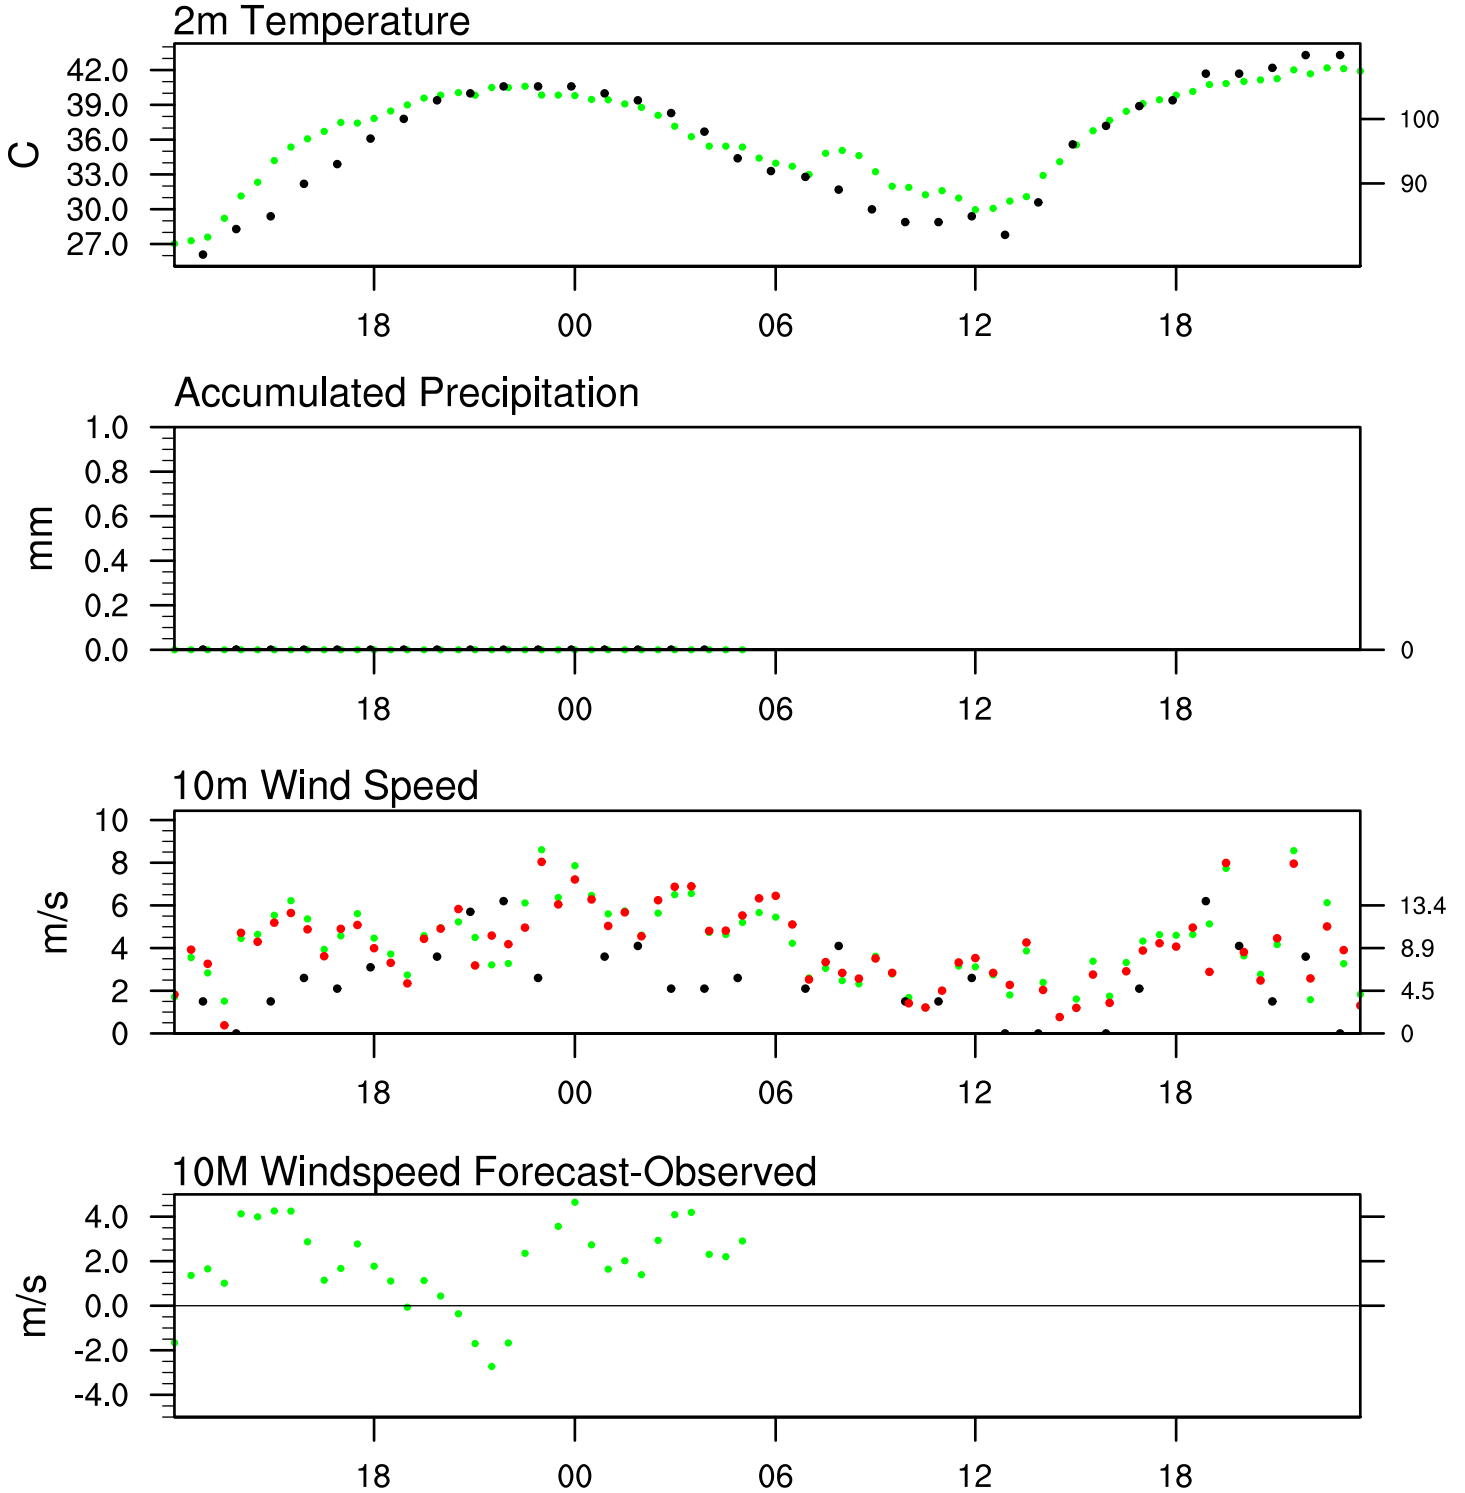 2m Temperature
42.0
39.0
36.0
33.0
30.0
27.0
C
100
90
18 00 06 12 18
Accumulated Precipitation
1.0
0.8
0.6
0.4
0.2
0.0
mm
0
18 00 06 12 18
10m Wind Speed
10
8
6
4
2
0
m/s
13.4
8.9
4.5
0
18 00 06 12 18
10M Windspeed Forecast-Observed
4.0
2.0
0.0
-2.0
-4.0
m/s
18 00 06 12 18